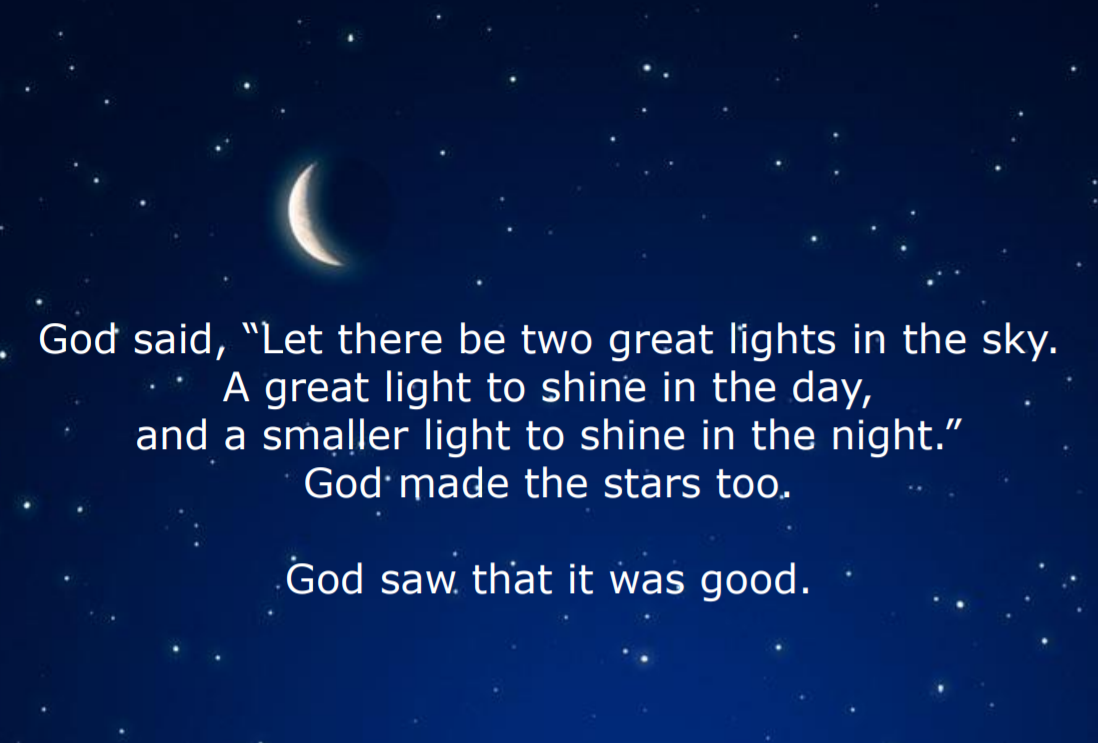 God said, “Let there be two great lights in the sky.
A great light to shine in the day,
and a smaller light to shine in the night.”
God made the stars too.
God saw that it was good.